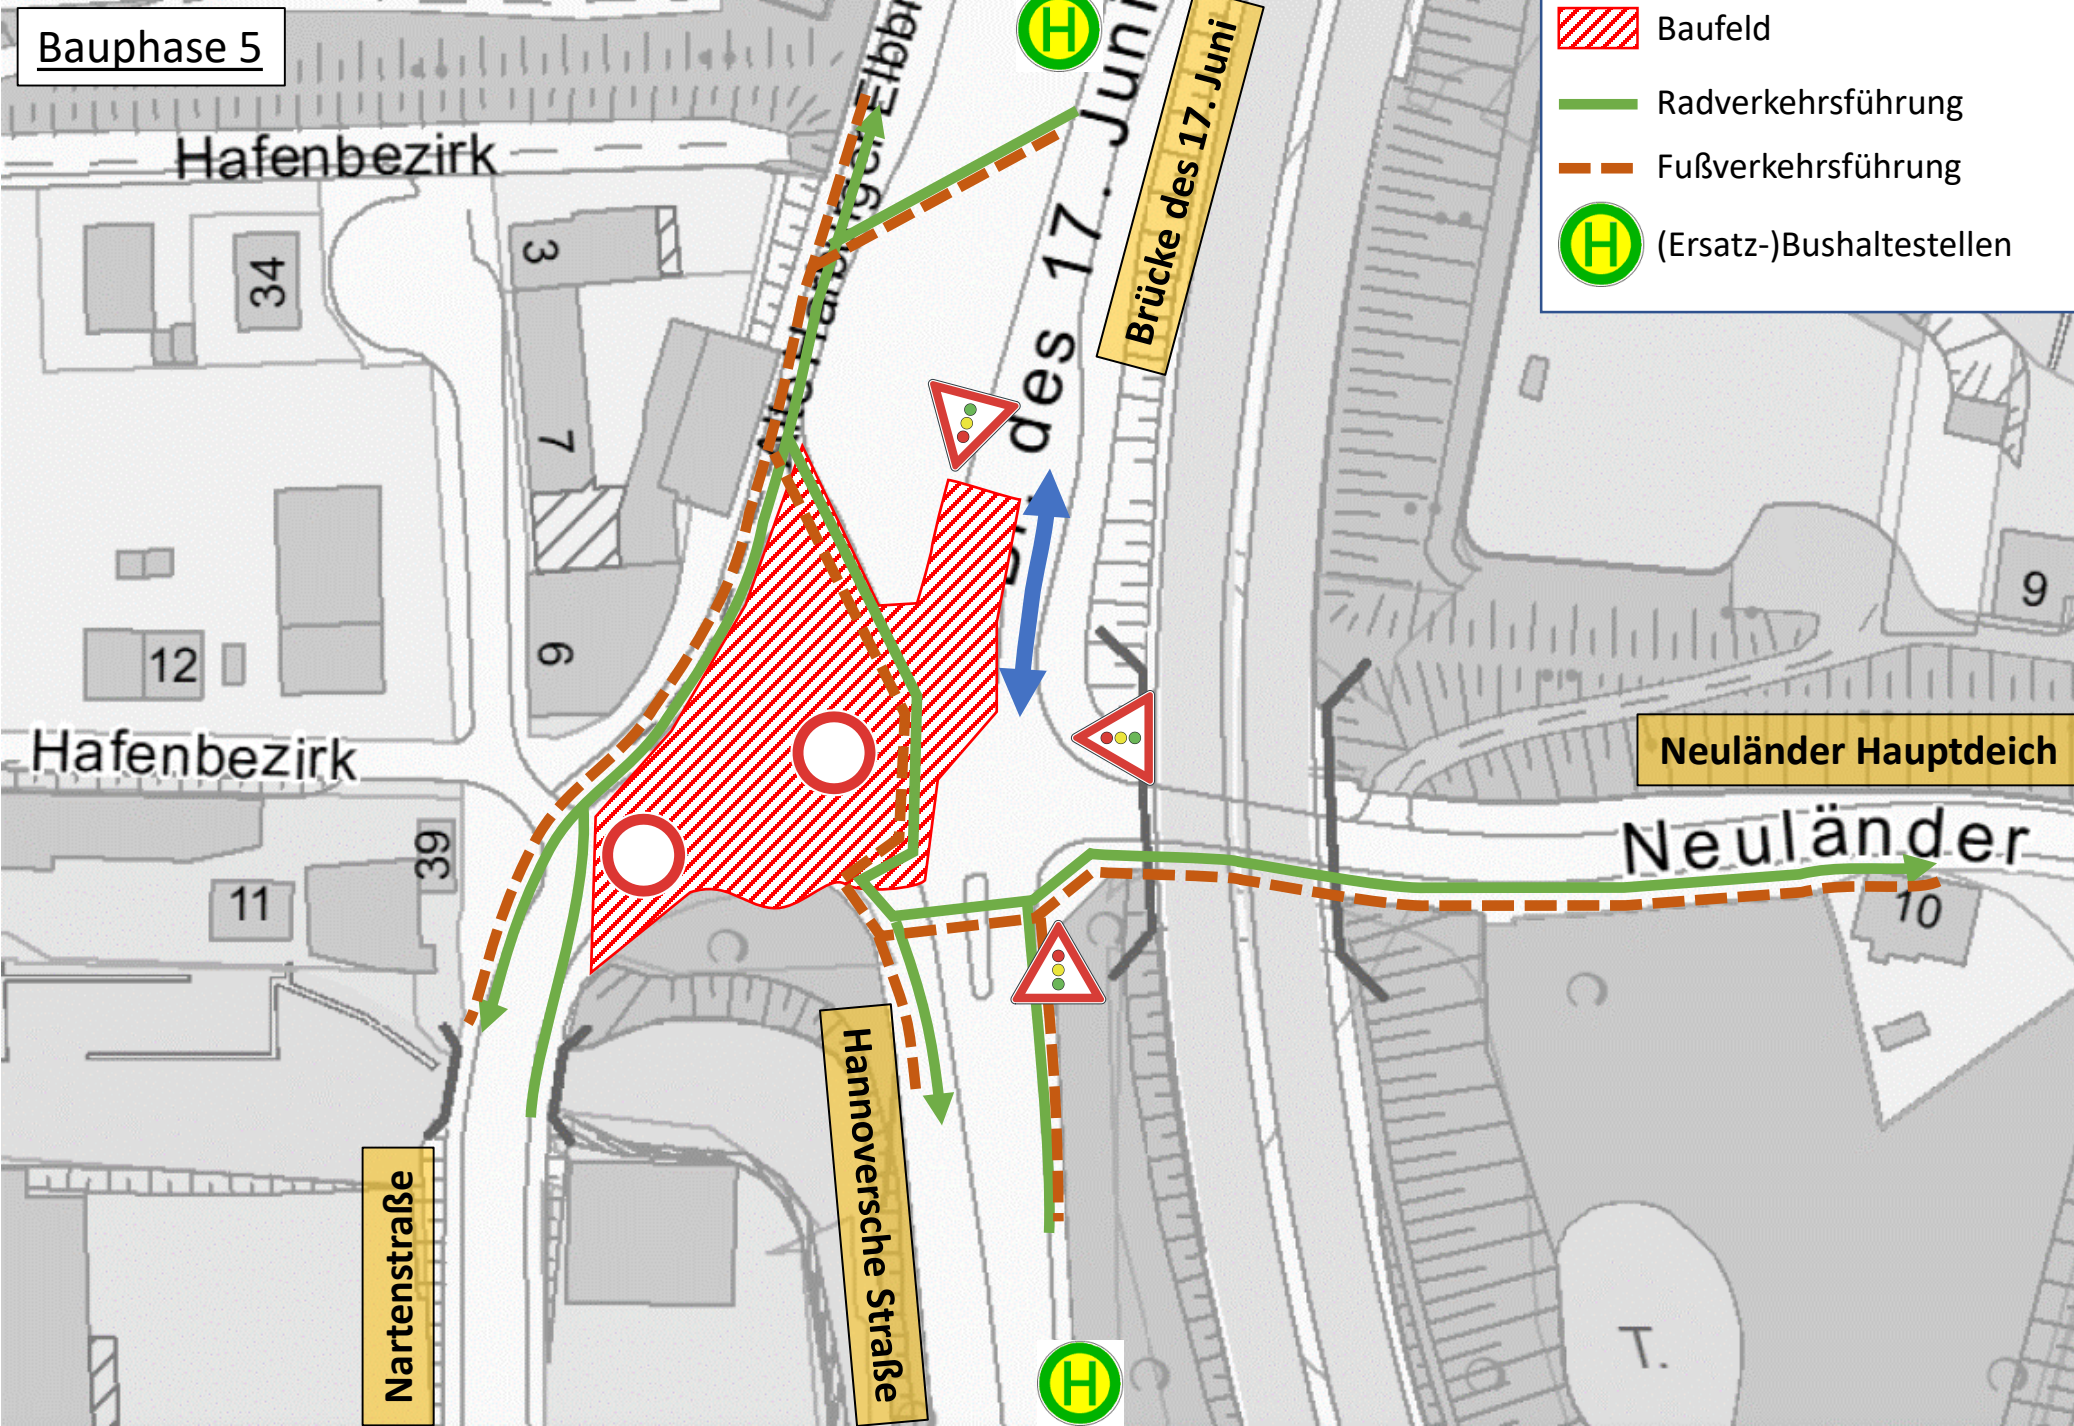 Bauphase 5
H
Baufeld
Radverkehrsführung
Fußverkehrsführung
H
(Ersatz-)Bushaltestellen
Brücke des 17. Juni
des 17. Juni
Hafenbezirk
34
3
7
6
12
9
Hafenbezirk
Neuländer Hauptdeich
Neuländer
39
11
10
Nartenstraße
Hannoversche Straße
T.
H